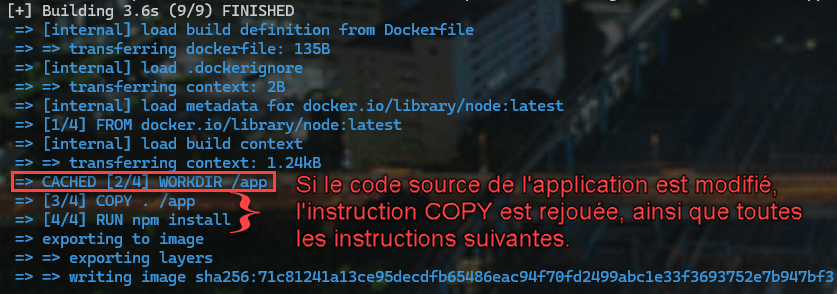 [+] Building 3.6s (9/9) FINISHED
=> [internal] load build definition from Dockerfile
=> => transferring dockerfile: 135B
=> [internal] load .dockerignore
=> => transferring context: 2B
=> [internal] load metadata for docker.io/library/node:latest
=> [1/4] FROM docker.io/library/node:latest
=> [internal] load build context
=> => transferring context: 1.24kB
=> CACHED [2/4] WORKDIR /app
=> [3/4] COPY . /app
=> [4/4] RUN npm install
=> exporting to image
=> => exporting layers
=> => writing image sha256:71c81241a13ce95decdfb65486eac94f70fd2499abc1e33f3693752e7b947bf3
Si le code source de l'application est modifié,
l'instruction COPY est rejouée, ainsi que toutes
les instructions suivantes.